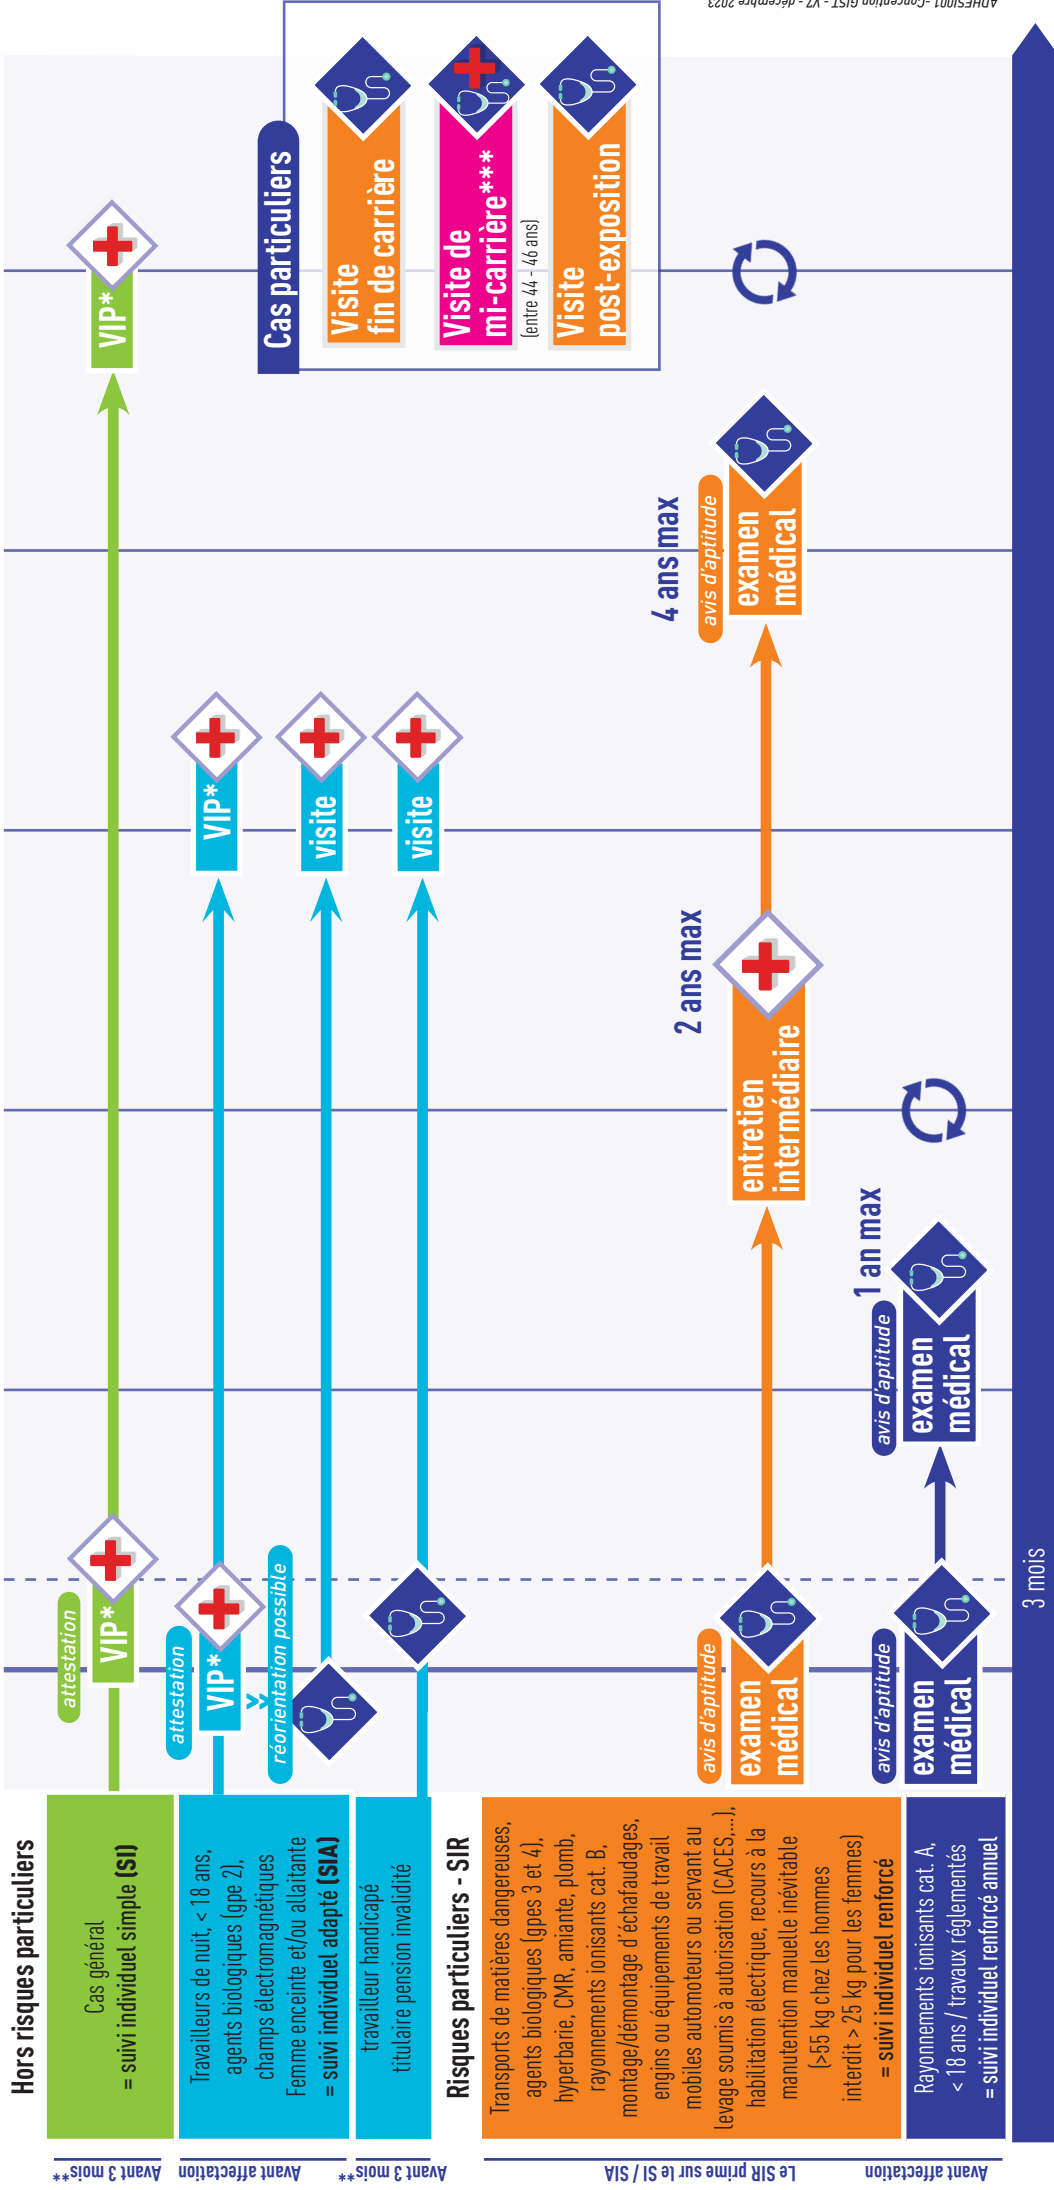 Hors risques particuliers
Avant 3 mois**
Cas général
= suivi individuel simple (SI)
attestation
VIP*
VIP*
Avant affectation
Travailleurs de nuit, < 18 ans,
agents biologiques (gpe 2),
champs électromagnétiques
Femme enceinte et/ou allaitante
= suivi individuel adapté (SIA)
attestation
VIP*
réorientation possible
VIP*
visite
Avant 3 mois**
travailleur handicapé
titulaire pension invalidité
visite
Risques particuliers - SIR
Le SIR prime sur le SI / SIA
Transports de matières dangereuses,
agents biologiques (gppes 3 et 4),
hyperbarie, CMR, amiante, plomb,
rayonnements ionisants cat. B,
montage/démontage d'échafaudages,
engins ou équipements de travail
mobiles automoteurs ou servant au
levage soumis à autorisation (CACES,...),
habilitation électrique, recours à la
manutention manuelle inévitable
(>55 kg chez les hommes
interdit > 25 kg pour les femmes)
= suivi individuel renforcé
avis d'aptitude
examen
médical
2 ans max
entretien
intermédiaire
4 ans max
avis d'aptitude
examen
médical
Avant affectation
Rayonnements ionisants cat. A,
< 18 ans / travaux réglementés
= suivi individuel renforcé annuel
avis d'aptitude
examen
médical
1 an max
avis d'aptitude
examen
médical
3 mois
Cas particuliers
Visite
fin de carrière
Visite de
mi-carrière***
(entre 44 - 46 ans)
Visite
post-exposition
ADHESI001 -Conception GIST - V7 - décembre 2023